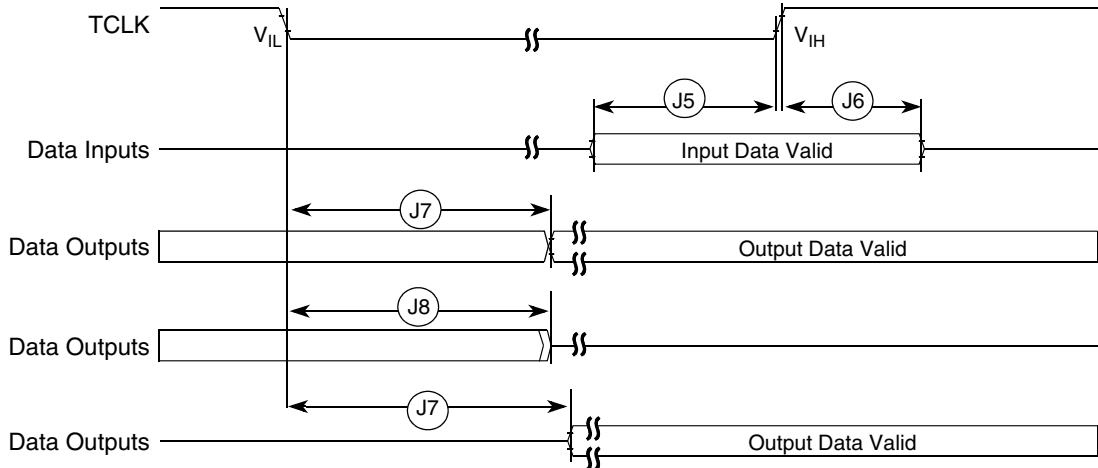 TCLK
V_IL
V_IH
J5
J6
Data Inputs
Input Data Valid
J7
Data Outputs
Output Data Valid
J8
Data Outputs
J7
Data Outputs
Output Data Valid